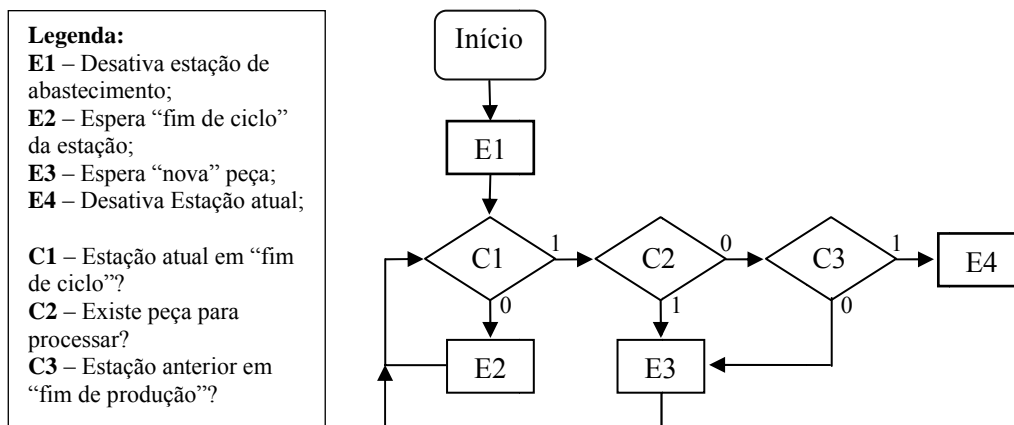 Legenda:
E1 – Desativa estação de
abastecimento;
E2 – Espera “fim de ciclo”
da estação;
E3 – Espera “nova” peça;
E4 – Desativa Estação atual;
C1 – Estação atual em “fim
de ciclo”?
C2 – Existe peça para
processar?
C3 – Estação anterior em
“fim de produção”?
Início
E1
C1
1
0
C2
0
1
C3
1
0
E4
E2
E3